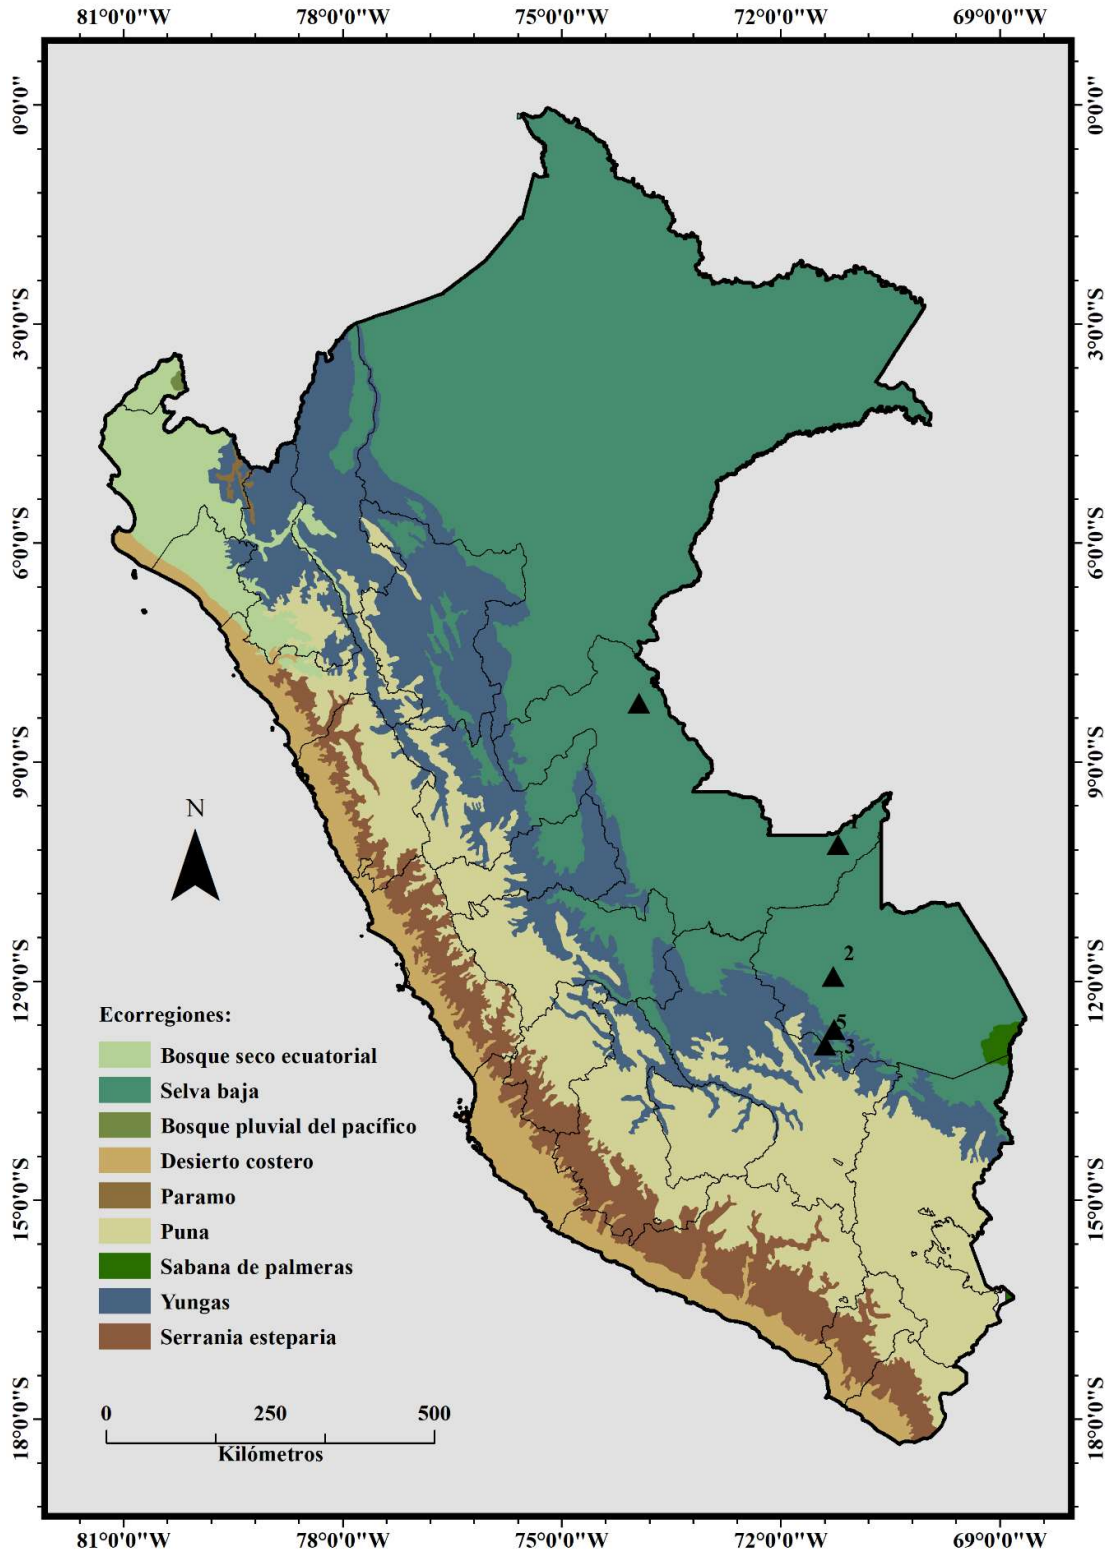 81°0'0"W 78°0'0"W 75°0'0"W 72°0'0"W 69°0'0"W
0°0'0"
0°0'0"
3°0'0"S
3°0'0"S
6°0'0"S
6°0'0"S
9°0'0"S
9°0'0"S
N
1
2
12°0'0"S
12°0'0"S
5
3
Ecorregiones:
Bosque seco ecuatorial
Selva baja
Bosque pluvial del pacífico
Desierto costero
Paramo
Puna
Sabana de palmeras
Yungas
Serrania esteparia
15°0'0"S
15°0'0"S
0 250 500
Kilómetros
18°0'0"S
18°0'0"S
81°0'0"W 78°0'0"W 75°0'0"W 72°0'0"W 69°0'0"W